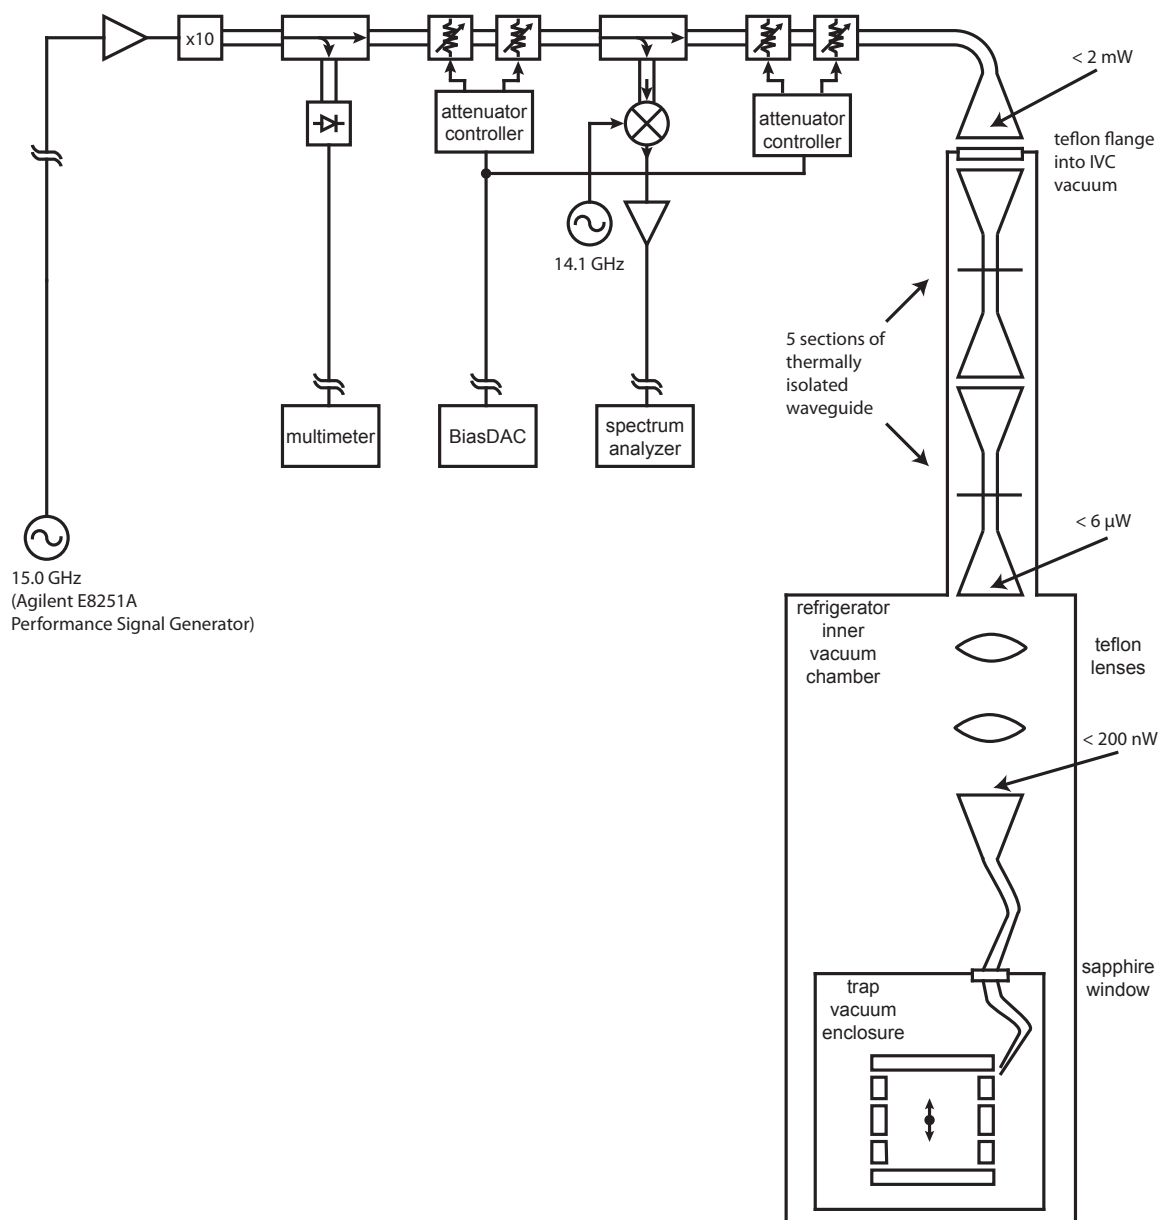 x10
attenuator
controller
attenuator
controller
< 2 mW
teflon flange
into IVC
vacuum
14.1 GHz
5 sections of
thermally
isolated
waveguide
multimeter
BiasDAC
spectrum
analyzer
< 6 µW
15.0 GHz
(Agilent E8251A
Performance Signal Generator)
refrigerator
inner
vacuum
chamber
teflon
lenses
< 200 nW
sapphire
window
trap
vacuum
enclosure